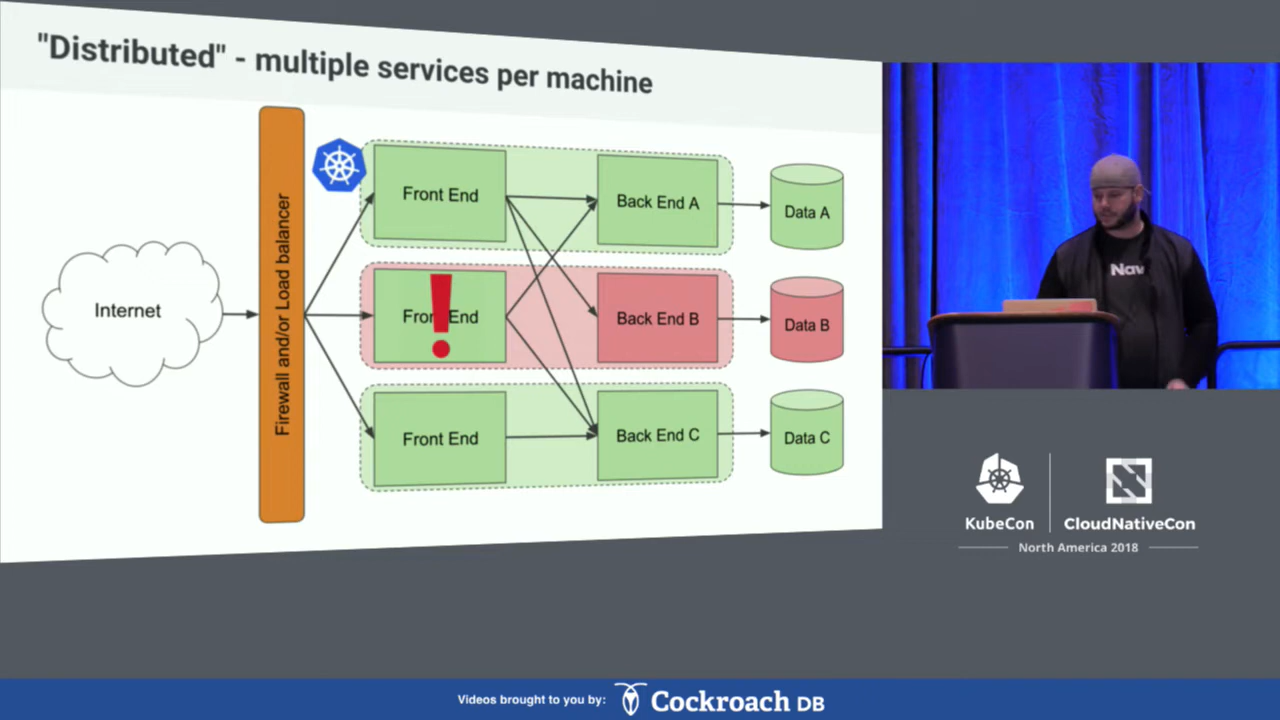 "Distributed" - multiple services per machine
Internet
Firewall and/or Load balancer
Front End
Back End A
Data A
Front End
Back End B
Data B
Front End
Back End C
Data C
Nav
KubeCon
CloudNativeCon
North America 2018
Videos brought to you by:
Cockroach DB